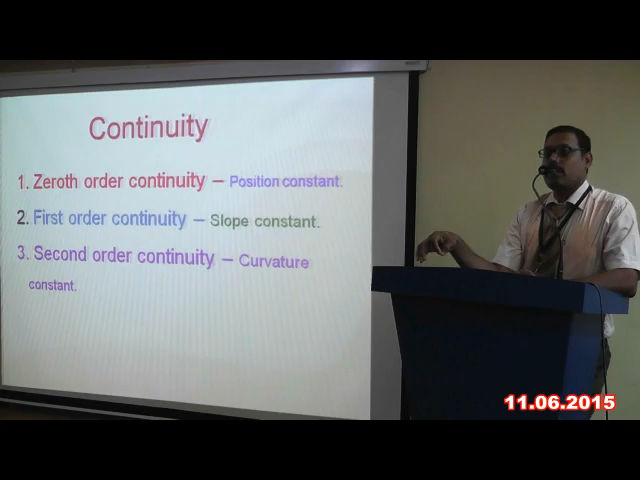 Continuity
1. Zeroth order continuity – Position constant.
2. First order continuity – Slope constant.
3. Second order continuity – Curvature
constant.
11.06.2015